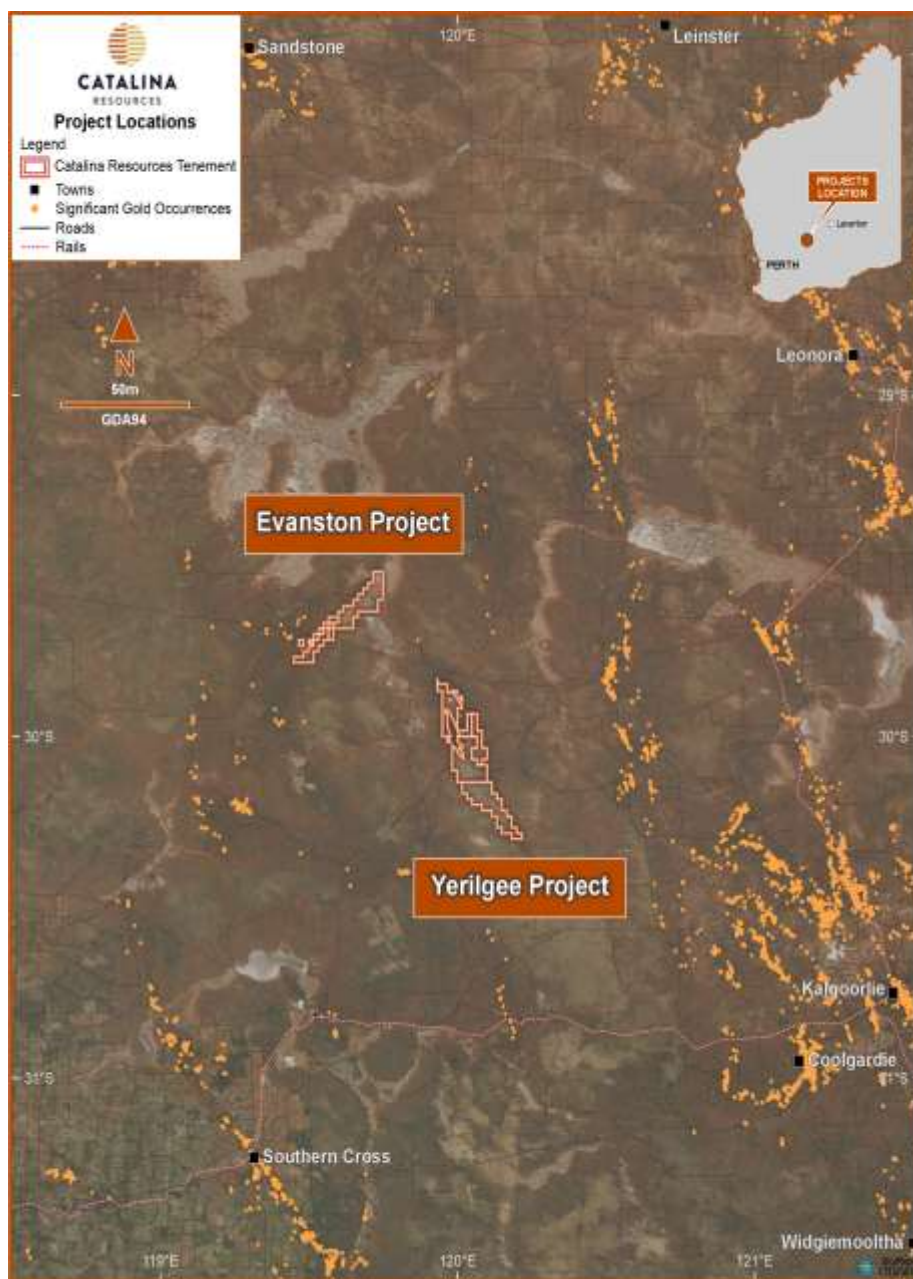 CATALINA
RESOURCES
Project Locations
Legend
Catalina Resources Tenement
Towns
Significant Gold Occurrences
Roads
Rails
Sandstone
120°E
Leinster
PROJECTS
LOCATION
Leinster
PERTH
N
50m
GDA94
Leonora
29°S
Evanston Project
30°S
30°S
Yerilgee Project
Kalgoorlie
Coolgardie
31°S
31°S
Southern Cross
Widgiemooltha
119°E
120°E
121°E